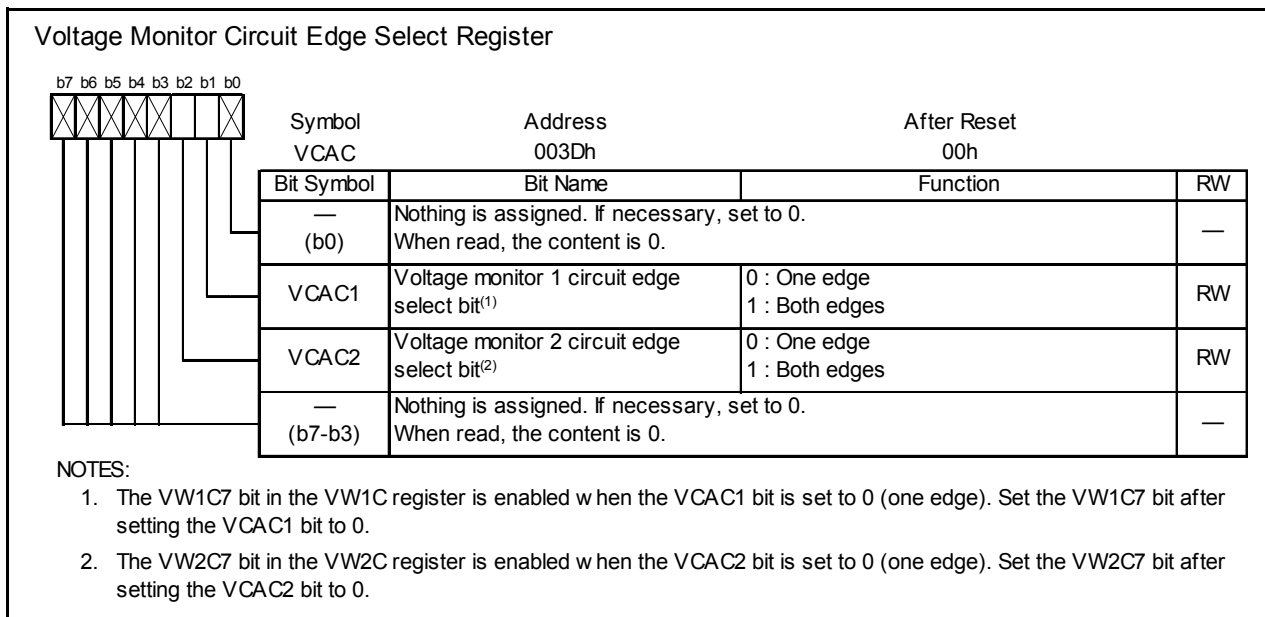 Voltage Monitor Circuit Edge Select Register
b7 b6 b5 b4 b3 b2 b1 b0
Symbol Address After Reset
VCAC 003Dh 00h
Bit Symbol Bit Name Function RW
— (b0) Nothing is assigned. If necessary, set to 0. —
When read, the content is 0.
VCAC1 Voltage monitor 1 circuit edge 0 : One edge RW
select bit(1) 1 : Both edges
VCAC2 Voltage monitor 2 circuit edge 0 : One edge RW
select bit(2) 1 : Both edges
— (b7-b3) Nothing is assigned. If necessary, set to 0. —
When read, the content is 0.
NOTES:
1. The VW1C7 bit in the VW1C register is enabled when the VCAC1 bit is set to 0 (one edge). Set the VW1C7 bit after
setting the VCAC1 bit to 0.
2. The VW2C7 bit in the VW2C register is enabled when the VCAC2 bit is set to 0 (one edge). Set the VW2C7 bit after
setting the VCAC2 bit to 0.